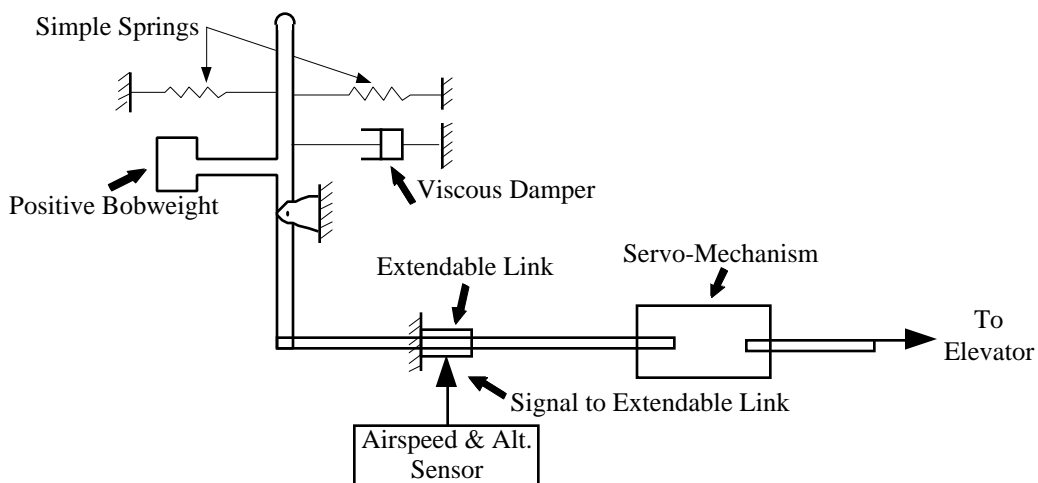 Simple Springs
Viscous Damper
Positive Bobweight
Extendable Link
Servo-Mechanism
To
Elevator
Signal to Extendable Link
Airspeed & Alt.
Sensor